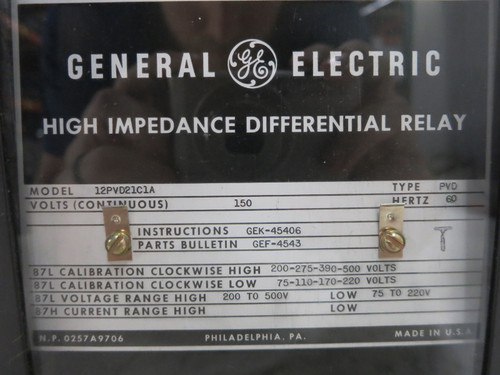 GENERAL GE ELECTRIC
HIGH IMPEDANCE DIFFERENTIAL RELAY
MODEL 12PVD21C1A TYPE PVD
VOLTS (CONTINUOUS) 150 HERTZ 60
INSTRUCTIONS GEK-45406
PARTS BULLETIN GEF-4543
87L CALIBRATION CLOCKWISE HIGH 200-275-390-500 VOLTS
87L CALIBRATION CLOCKWISE LOW 75-110-170-220 VOLTS
87L VOLTAGE RANGE HIGH 200 TO 500V LOW 75 TO 220V
87H CURRENT RANGE HIGH LOW
N.P. 0257A9706 PHILADELPHIA, PA. MADE IN U.S.A.